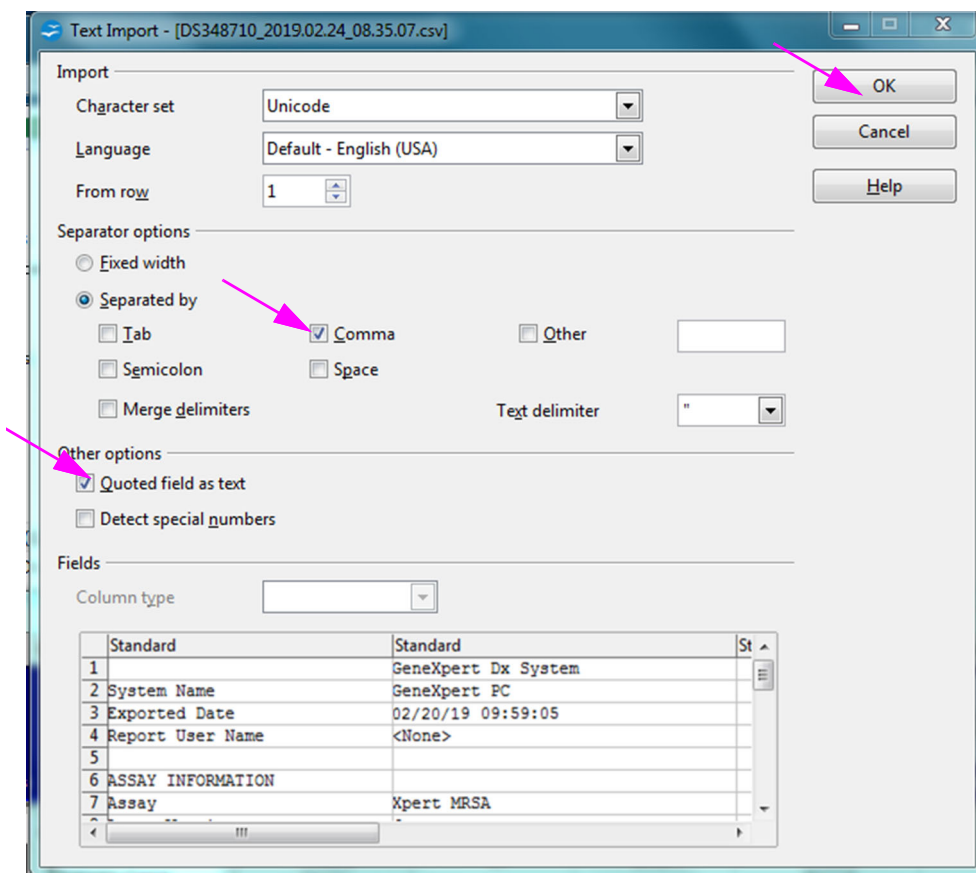 Text Import - [DS348710_2019.02.24_08.35.07.csv]
Import
OK
Character set Unicode
Cancel
Language Default - English (USA)
Help
From row 1
Separator options
Fixed width
Separated by
Tab Comma Other
Semicolon Space
Merge delimiters Text delimiter "
Other options
Quoted field as text
Detect special numbers
Fields
Column type
Standard Standard St
1 GeneXpert Dx System
2 System Name GeneXpert PC
3 Exported Date 02/20/19 09:59:05
4 Report User Name <None>
5
6 ASSAY INFORMATION
7 Assay Xpert MRSA